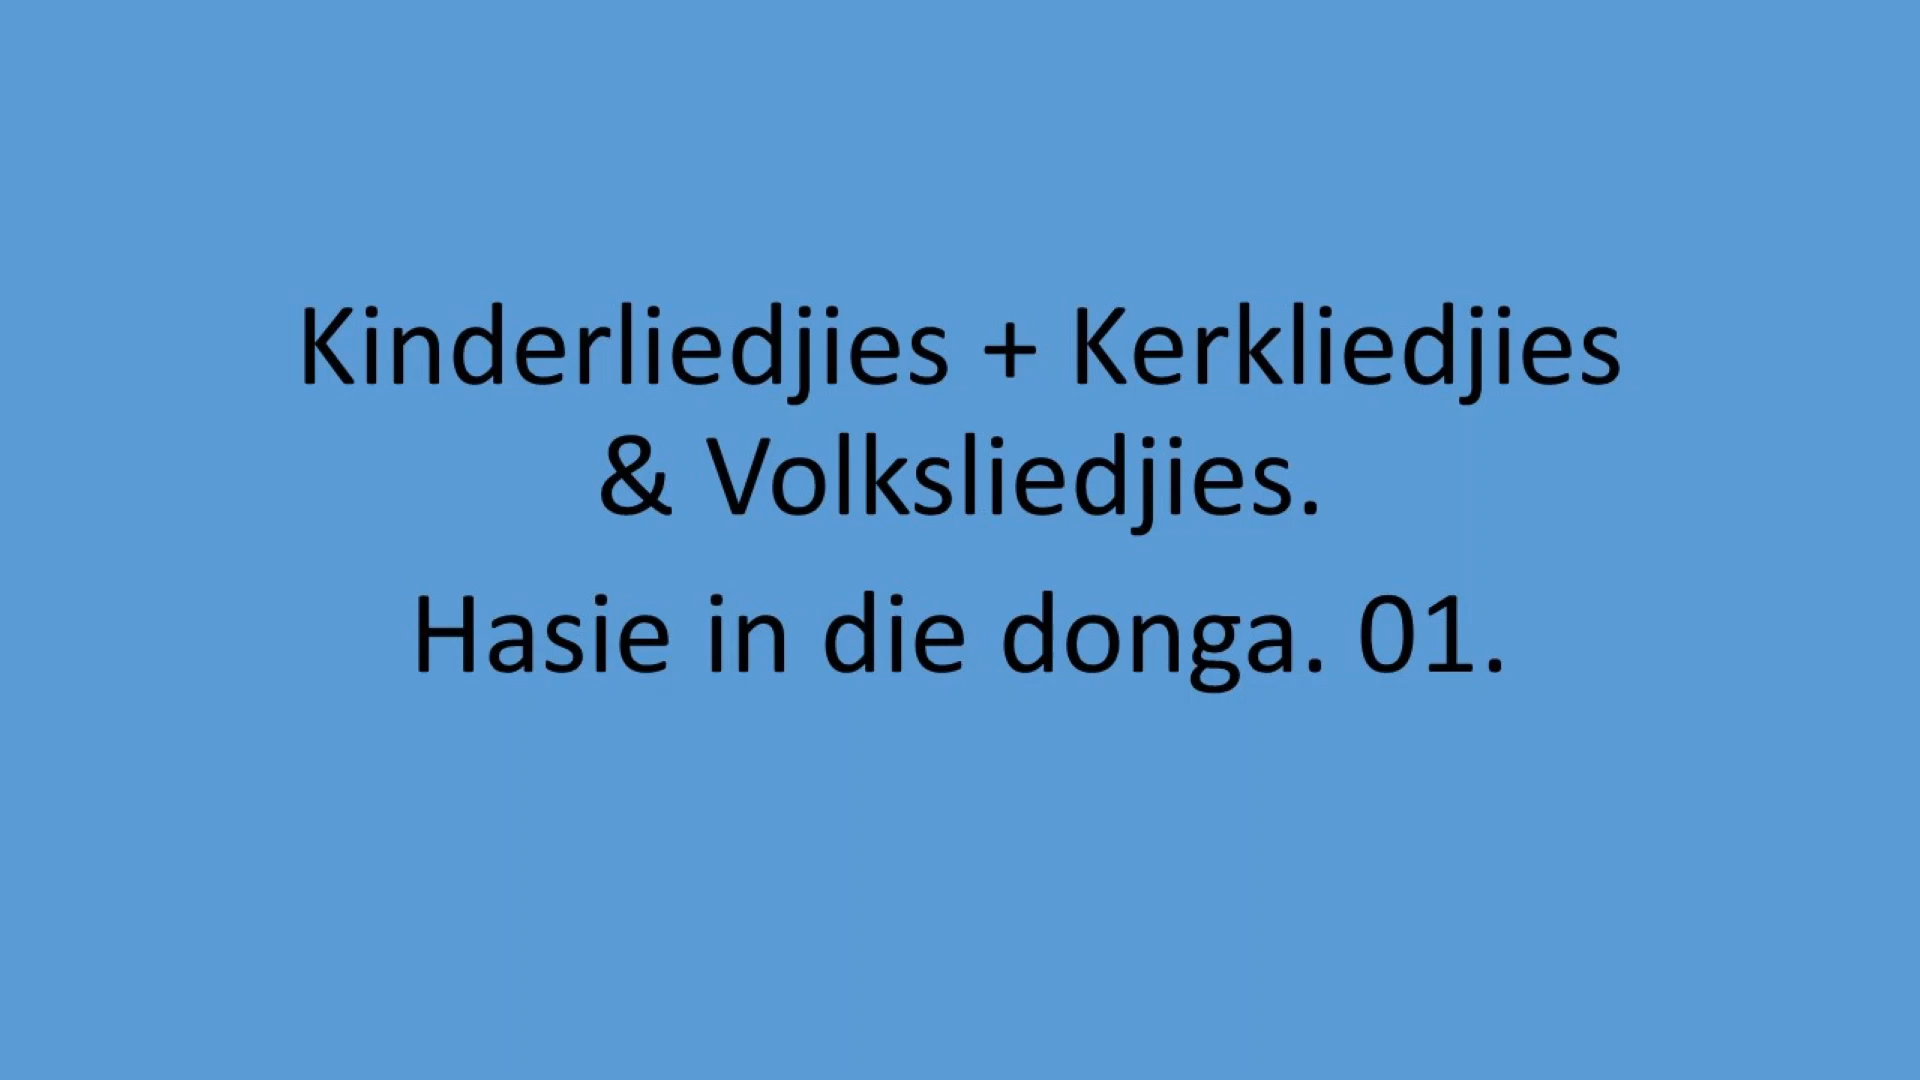 Kinderliedjies + Kerkliedjies
& Volksliedjies.
Hasie in die donga. 01.